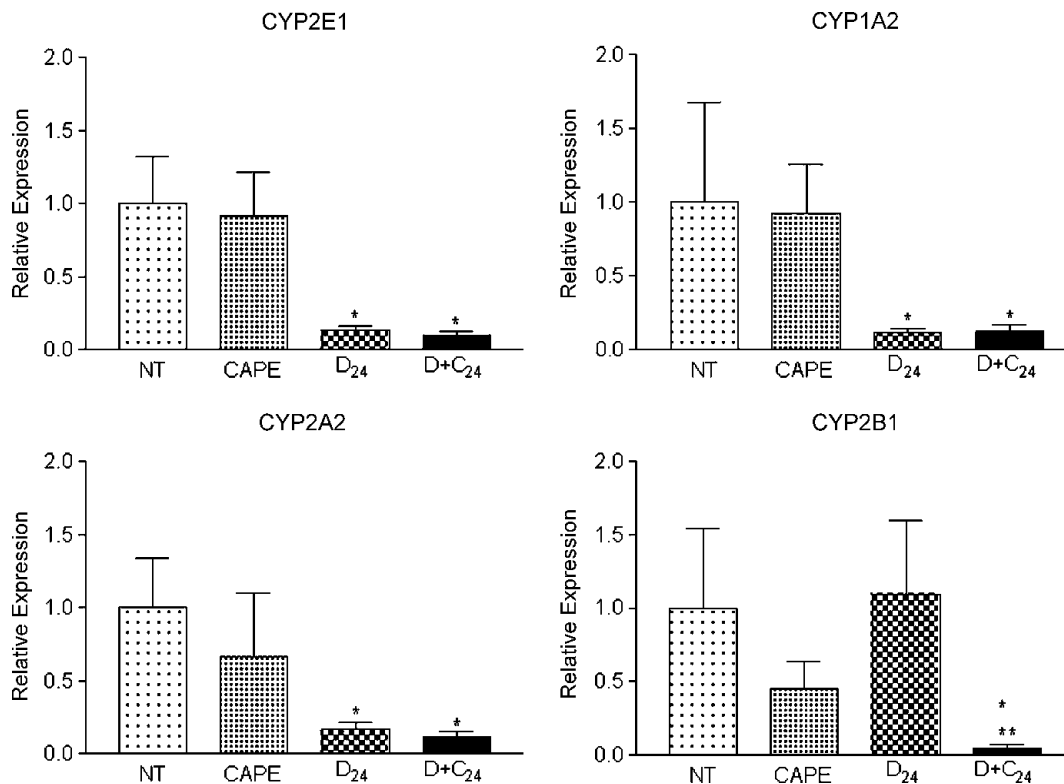 CYP2E1
Relative Expression
2.0
1.5
1.0
0.5
0.0
*
*
NT CAPE D₂₄ D+C₂₄
CYP1A2
Relative Expression
2.0
1.5
1.0
0.5
0.0
*
*
NT CAPE D₂₄ D+C₂₄
CYP2A2
Relative Expression
2.0
1.5
1.0
0.5
0.0
*
*
NT CAPE D₂₄ D+C₂₄
CYP2B1
Relative Expression
2.0
1.5
1.0
0.5
0.0
*
**
NT CAPE D₂₄ D+C₂₄